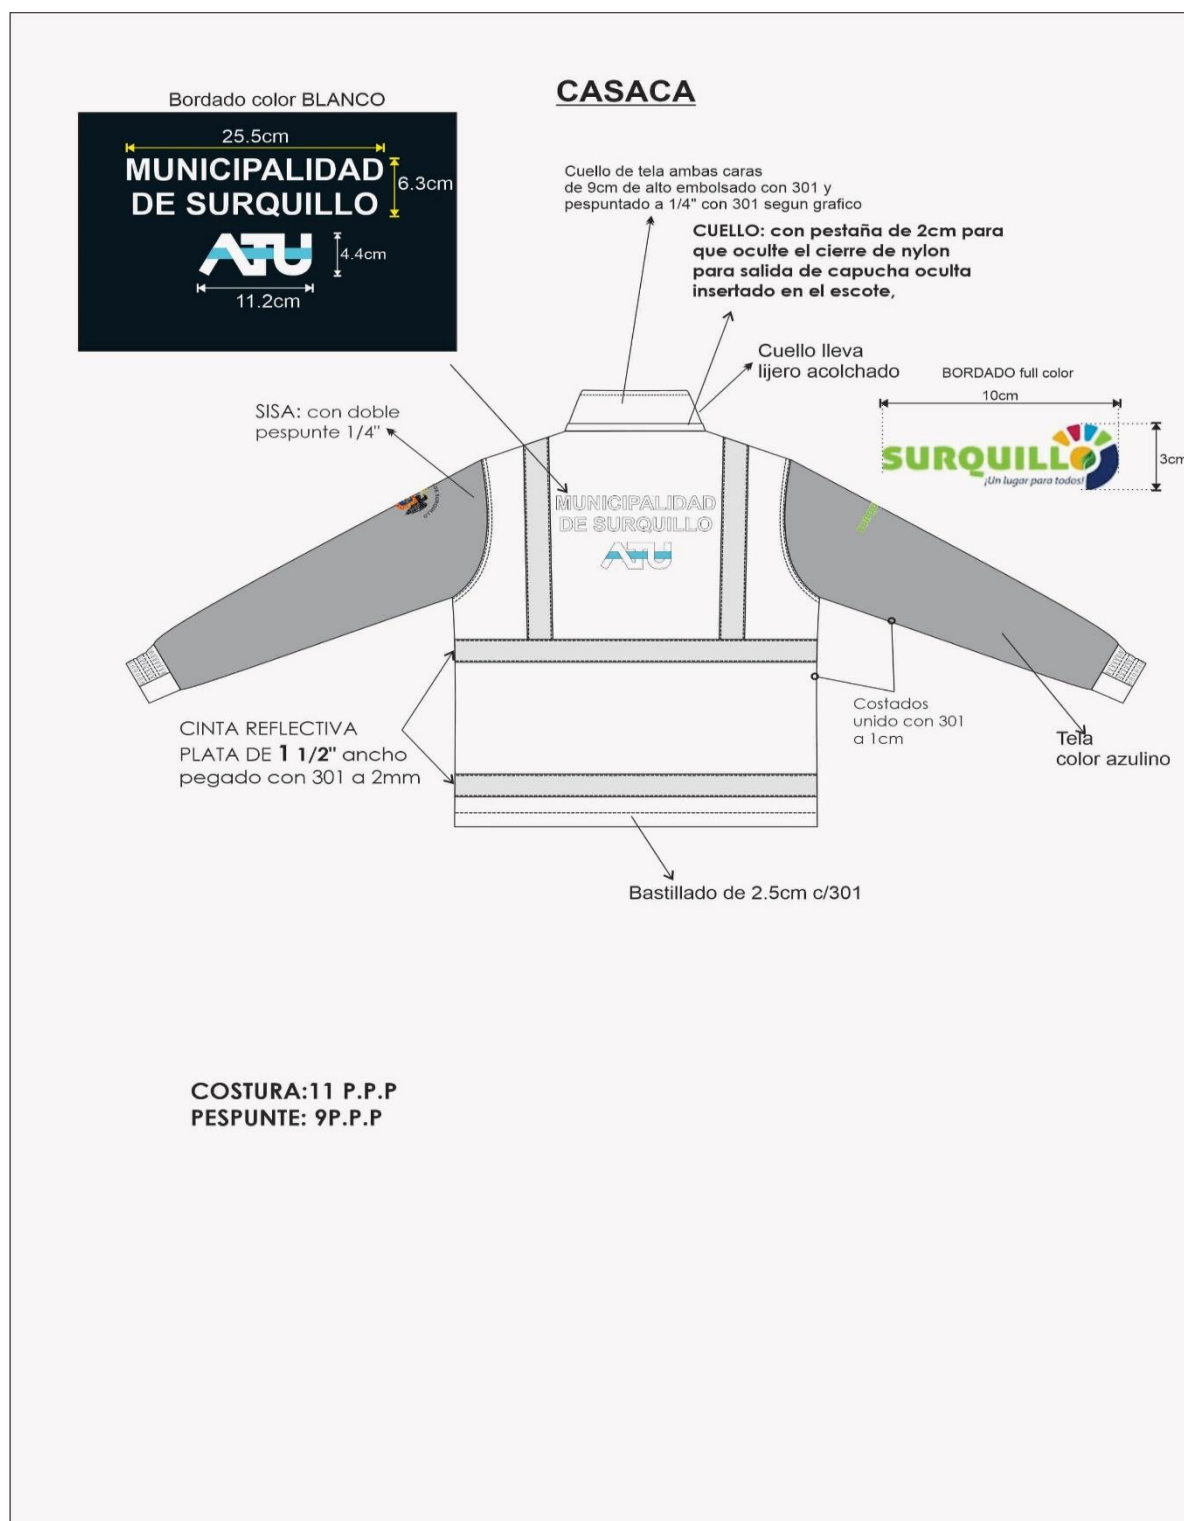 CASACA
Bordado color BLANCO
25.5cm
MUNICIPALIDAD
DE SURQUILLO
6.3cm
ATU
4.4cm
11.2cm
Cuello de tela ambas caras
de 9cm de alto embolsado con 301 y
pespuntado a 1/4" con 301 segun grafico
CUELLO: con pestaña de 2cm para
que oculte el cierre de nylon
para salida de capucha oculta
insertado en el escote,
Cuello lleva
lijero acolchado
BORDADO full color
10cm
SURQUILLO
¡Un lugar para todos!
3cm
SISA: con doble
pespunte 1/4"
MUNICIPALIDAD
DE SURQUILLO
ATU
CINTA REFLECTIVA
PLATA DE 1 1/2" ancho
pegado con 301 a 2mm
Costados
unido con 301
a 1cm
Tela
color azulino
Bastillado de 2.5cm c/301
COSTURA:11 P.P.P
PESPUNTE: 9P.P.P